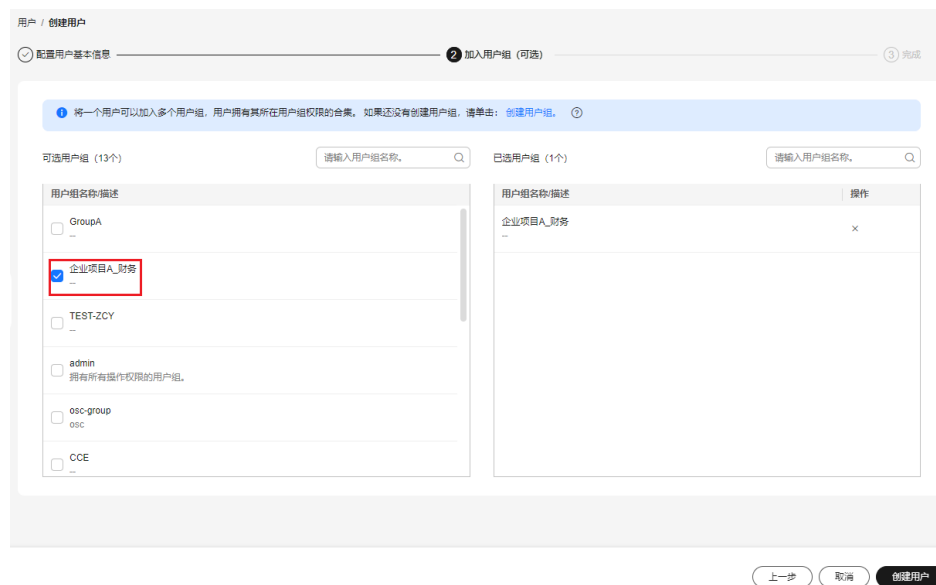 用户 / 创建用户
配置用户基本信息
2 加入用户组（可选）
3 完成
将一个用户可以加入多个用户组，用户拥有其所在用户组权限的合集。 如果还没有创建用户组，请单击： 创建用户组。
可选用户组（13个）
请输入用户组名称。
用户组名称/描述
GroupA
--
企业项目A_财务
--
TEST-ZCY
--
admin
拥有所有操作权限的用户组。
osc-group
osc
CCE
--
已选用户组（1个）
请输入用户组名称。
用户组名称/描述
操作
企业项目A_财务
--
上一步
取消
创建用户